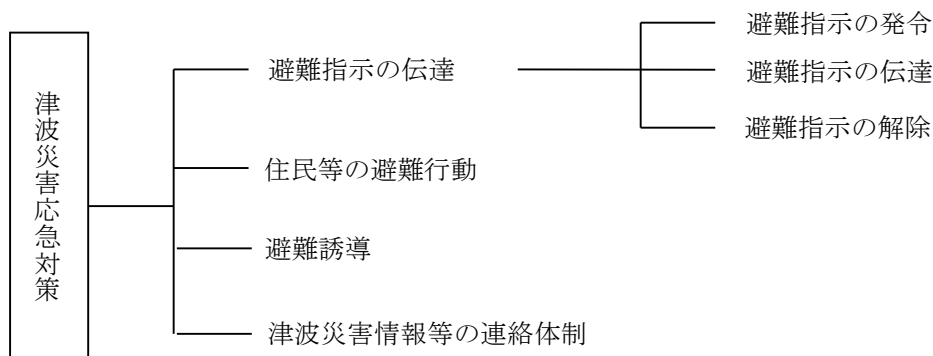 津波災害応急対策
避難指示の伝達
避難指示の発令
避難指示の伝達
避難指示の解除
住民等の避難行動
避難誘導
津波災害情報等の連絡体制